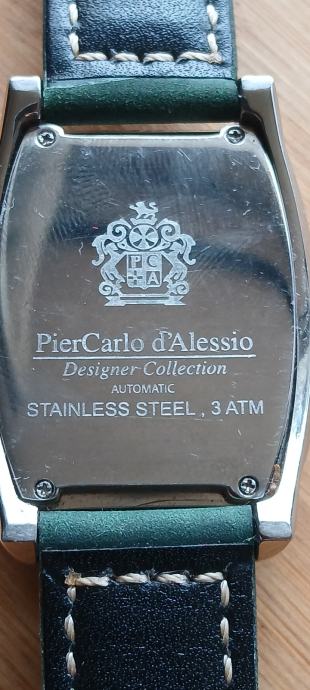 P C
A
PierCarlo d'Alessio
Designer Collection
AUTOMATIC
STAINLESS STEEL, 3 ATM